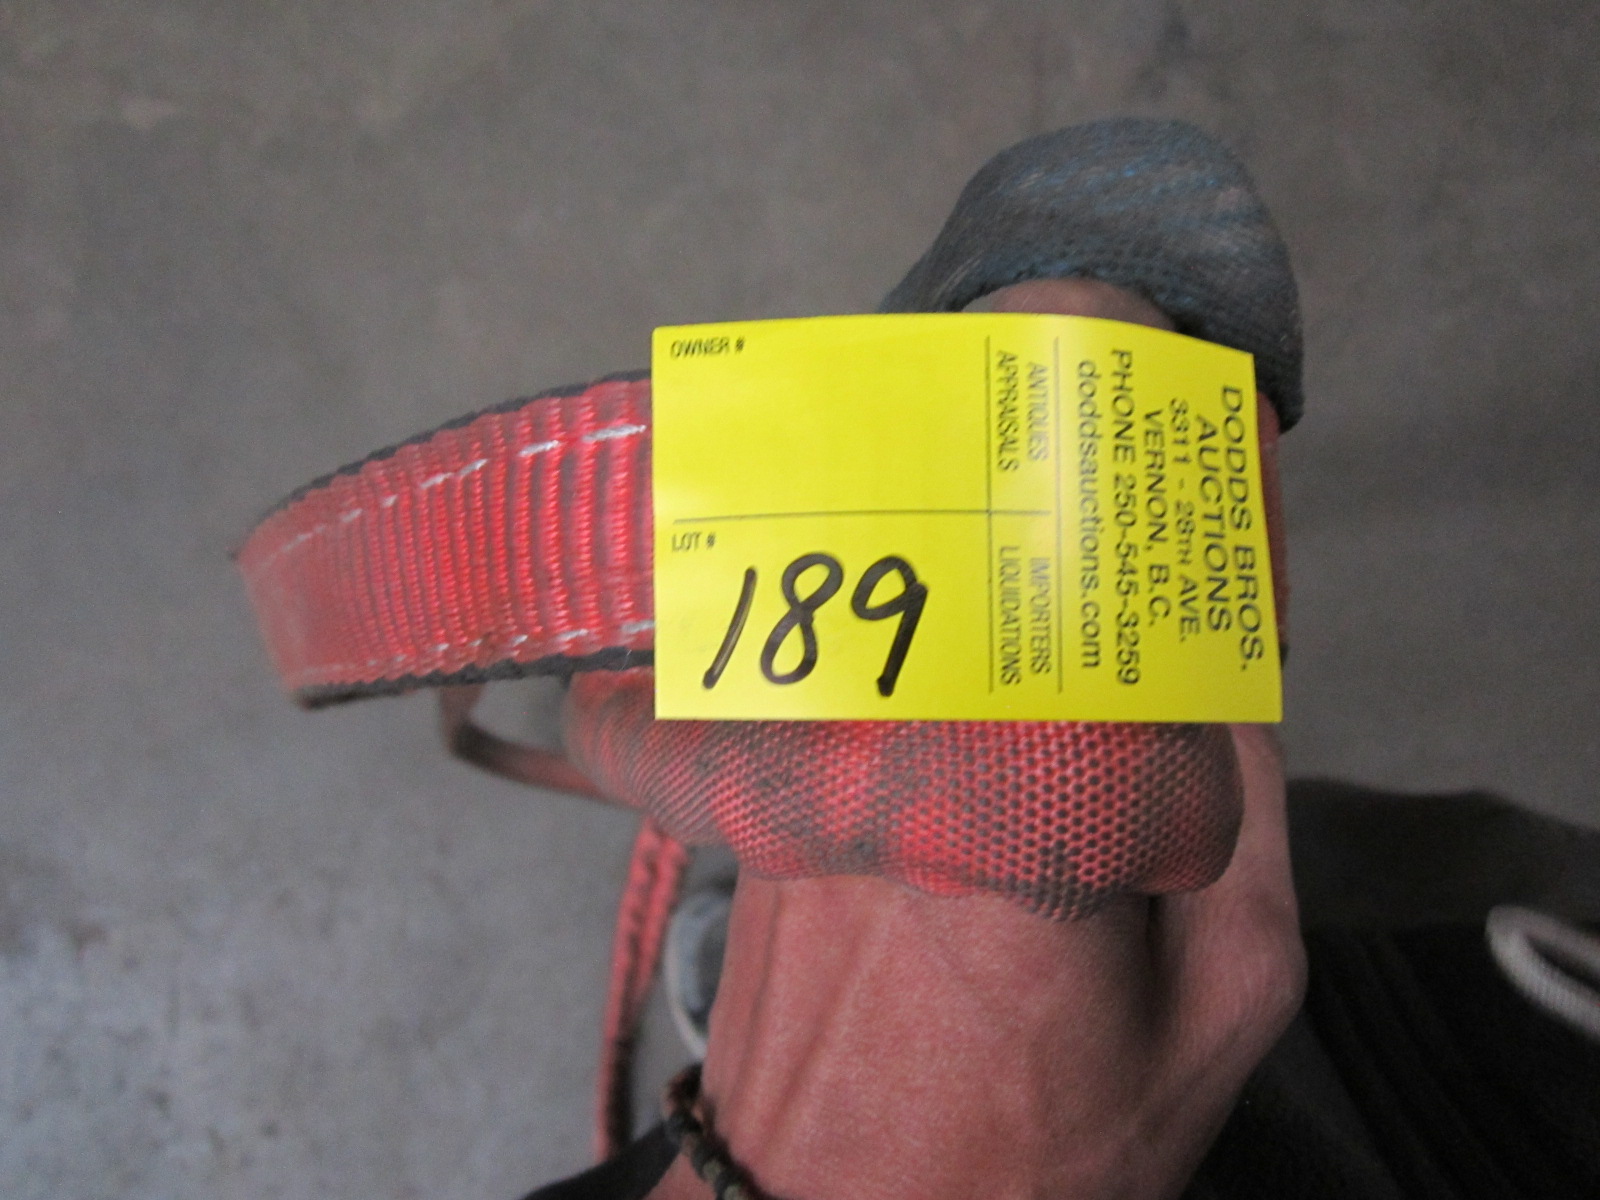 OWNER #
LOT #
189
DODDS BROS.
AUCTIONS
3311 - 28TH AVE.
VERNON, B.C.
PHONE 250-545-3259
doddsauctions.com
ANTIQUES IMPORTERS
APPRAISALS LIQUIDATIONS